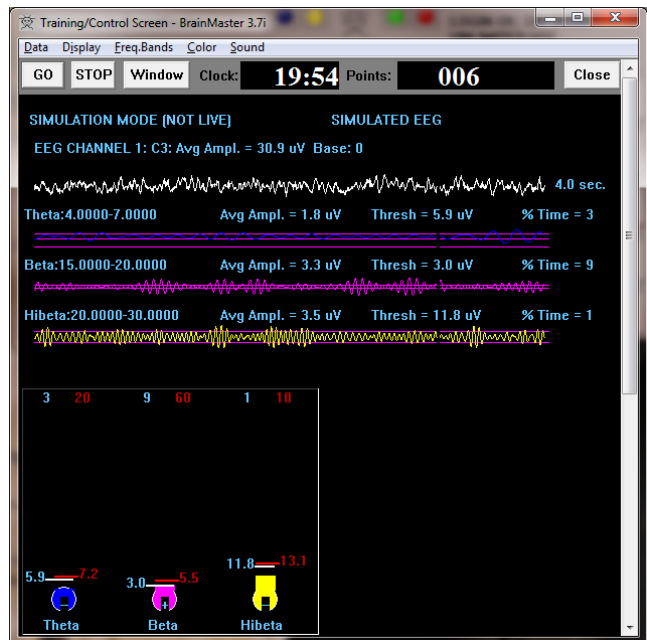 Training/Control Screen - BrainMaster 3.7i
Data Display Freq.Bands Color Sound
GO STOP Window Clock: 19:54 Points: 006 Close
SIMULATION MODE (NOT LIVE) SIMULATED EEG
EEG CHANNEL 1: C3: Avg Ampl. = 30.9 uV Base: 0
4.0 sec.
Theta:4.0000-7.0000 Avg Ampl. = 1.8 uV Thresh = 5.9 uV % Time = 3
Beta:15.0000-20.0000 Avg Ampl. = 3.3 uV Thresh = 3.0 uV % Time = 9
Hibeta:20.0000-30.0000 Avg Ampl. = 3.5 uV Thresh = 11.8 uV % Time = 1
3 20 9 60 1 10
11.8 13.1
5.9 7.2 3.0 5.5
Theta Beta Hibeta